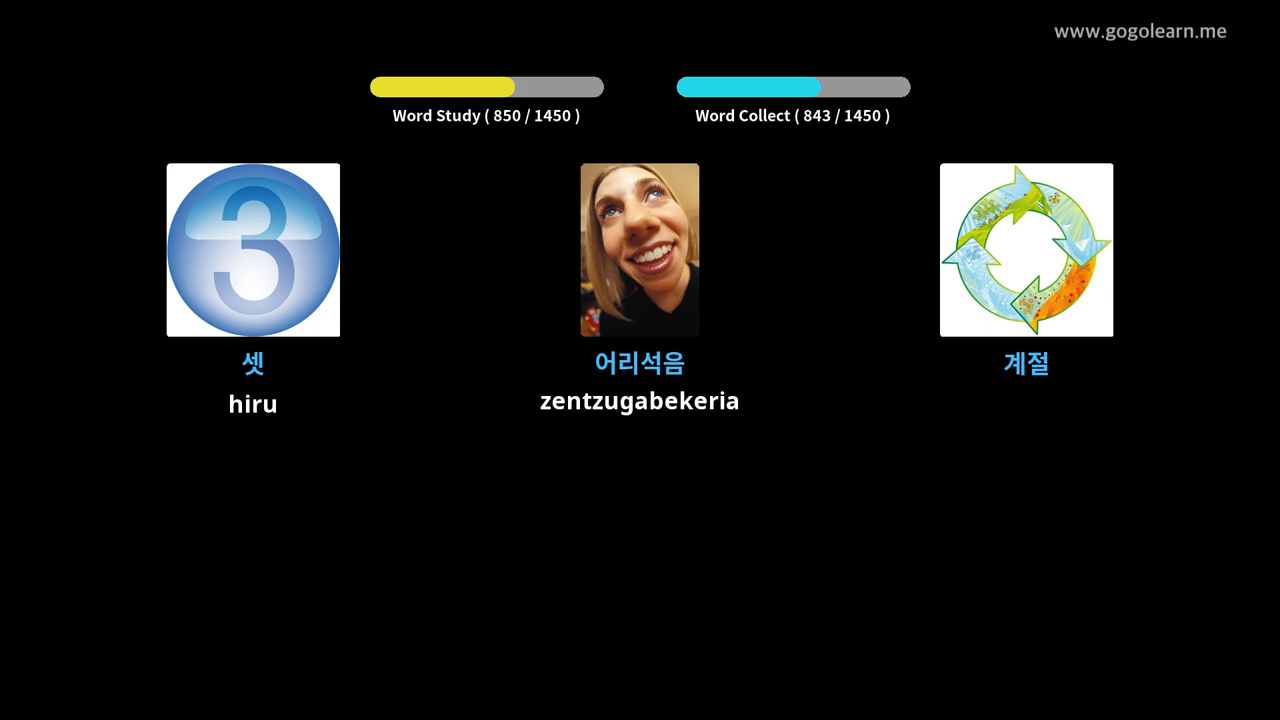 www.gogolearn.me
Word Study ( 850 / 1450 )
Word Collect ( 843 / 1450 )
3
셋
어리석음
계절
hiru
zentzugabekeria